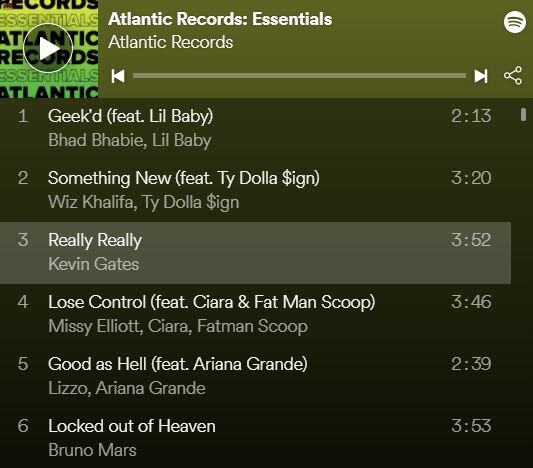 RECORDS
ESSENTIALS
ATLANTIC
RECORDS
ESSENTIALS
ATLANTIC
Atlantic Records: Essentials
Atlantic Records
1 Geek'd (feat. Lil Baby) 2:13
Bhad Bhabie, Lil Baby
2 Something New (feat. Ty Dolla $ign) 3:20
Wiz Khalifa, Ty Dolla $ign
3 Really Really 3:52
Kevin Gates
4 Lose Control (feat. Ciara & Fat Man Scoop) 3:46
Missy Elliott, Ciara, Fatman Scoop
5 Good as Hell (feat. Ariana Grande) 2:39
Lizzo, Ariana Grande
6 Locked out of Heaven 3:53
Bruno Mars